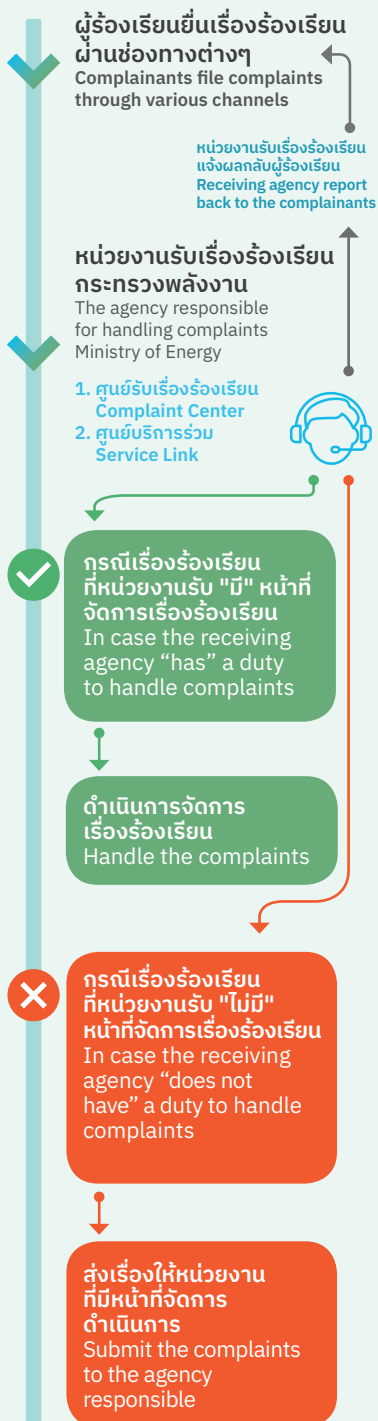 ผู้ร้องเรียนยื่นเรื่องร้องเรียน
ผ่านช่องทางต่างๆ
Complainants file complaints
through various channels
หน่วยงานรับเรื่องร้องเรียน
แจ้งผลกลับผู้ร้องเรียน
Receiving agency report
back to the complainants
หน่วยงานรับเรื่องร้องเรียน
กระทรวงพลังงาน
The agency responsible
for handling complaints
Ministry of Energy
1. ศูนย์รับเรื่องร้องเรียน
Complaint Center
2. ศูนย์บริการร่วม
Service Link
กรณีเรื่องร้องเรียน
ที่หน่วยงานรับ "มี" หน้าที่
จัดการเรื่องร้องเรียน
In case the receiving
agency “has” a duty
to handle complaints
ดำเนินการจัดการ
เรื่องร้องเรียน
Handle the complaints
กรณีเรื่องร้องเรียน
ที่หน่วยงานรับ "ไม่มี"
หน้าที่จัดการเรื่องร้องเรียน
In case the receiving
agency “does not
have” a duty to handle
complaints
ส่งเรื่องให้หน่วยงาน
ที่มีหน้าที่จัดการ
ดำเนินการ
Submit the complaints
to the agency
responsible